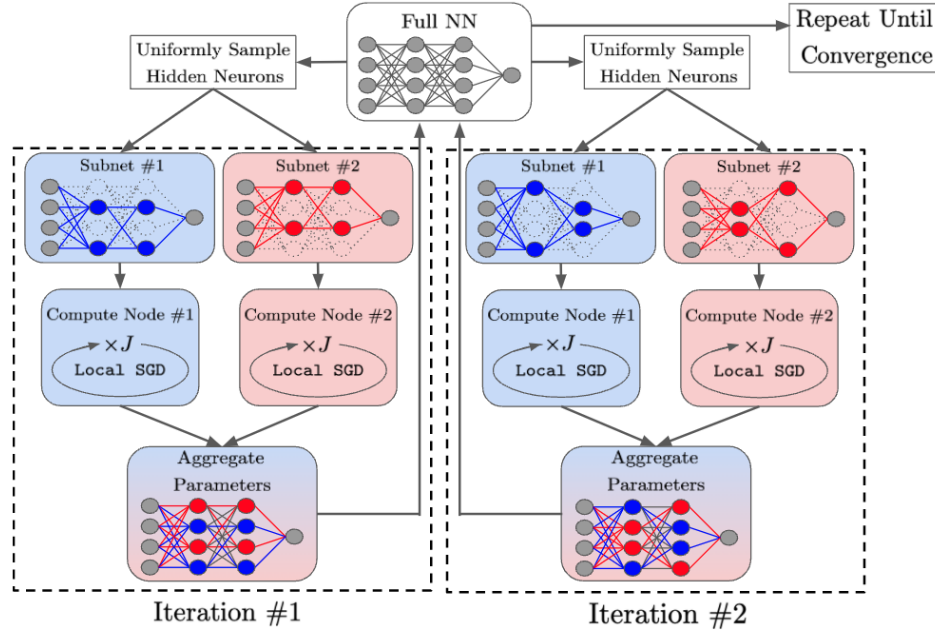 Full NN
Repeat Until
Convergence
Uniformly Sample
Hidden Neurons
Uniformly Sample
Hidden Neurons
Subnet #1
Subnet #2
Subnet #1
Subnet #2
Compute Node #1
×J
Local SGD
Compute Node #2
×J
Local SGD
Compute Node #1
×J
Local SGD
Compute Node #2
×J
Local SGD
Aggregate
Parameters
Aggregate
Parameters
Iteration #1
Iteration #2